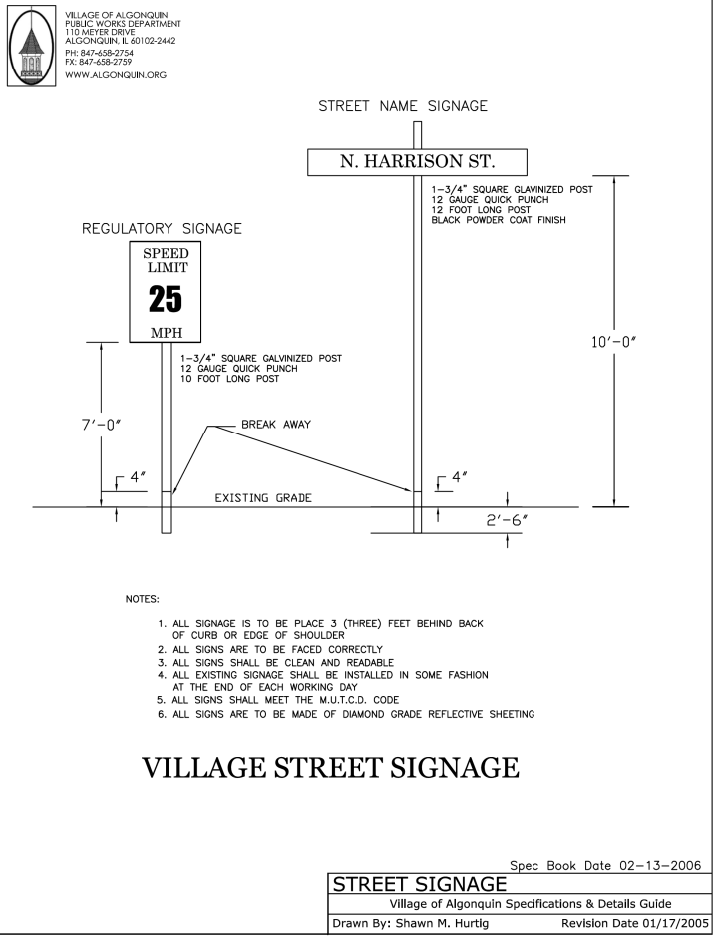 VILLAGE OF ALGONQUIN
PUBLIC WORKS DEPARTMENT
110 MEYER DRIVE
ALGONQUIN, IL 60102-2442
PH: 847-658-2754
FX: 847-658-2759
WWW.ALGONQUIN.ORG
STREET NAME SIGNAGE
N. HARRISON ST.
1-3/4" SQUARE GLAVINIZED POST
12 GAUGE QUICK PUNCH
12 FOOT LONG POST
BLACK POWDER COAT FINISH
REGULATORY SIGNAGE
SPEED
LIMIT
25
MPH
1-3/4" SQUARE GALVINIZED POST
12 GAUGE QUICK PUNCH
10 FOOT LONG POST
10'-0"
7'-0"
BREAK AWAY
4"
4"
EXISTING GRADE
2'-6"
NOTES:
1. ALL SIGNAGE IS TO BE PLACE 3 (THREE) FEET BEHIND BACK
OF CURB OR EDGE OF SHOULDER
2. ALL SIGNS ARE TO BE FACED CORRECTLY
3. ALL SIGNS SHALL BE CLEAN AND READABLE
4. ALL EXISTING SIGNAGE SHALL BE INSTALLED IN SOME FASHION
AT THE END OF EACH WORKING DAY
5. ALL SIGNS SHALL MEET THE M.U.T.C.D. CODE
6. ALL SIGNS ARE TO BE MADE OF DIAMOND GRADE REFLECTIVE SHEETING
VILLAGE STREET SIGNAGE
Spec Book Date 02-13-2006
STREET SIGNAGE
Village of Algonquin Specifications & Details Guide
Drawn By: Shawn M. Hurtig
Revision Date 01/17/2005